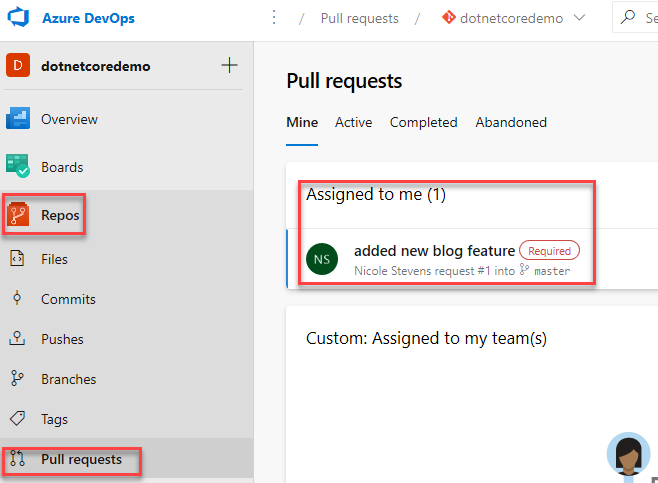 Azure DevOps
/ Pull requests / dotnetcoredemo
D dotnetcoredemo
Overview
Boards
Repos
Files
Commits
Pushes
Branches
Tags
Pull requests
Pull requests
Mine Active Completed Abandoned
Assigned to me (1)
NS added new blog feature Required
Nicole Stevens request #1 into master
Custom: Assigned to my team(s)